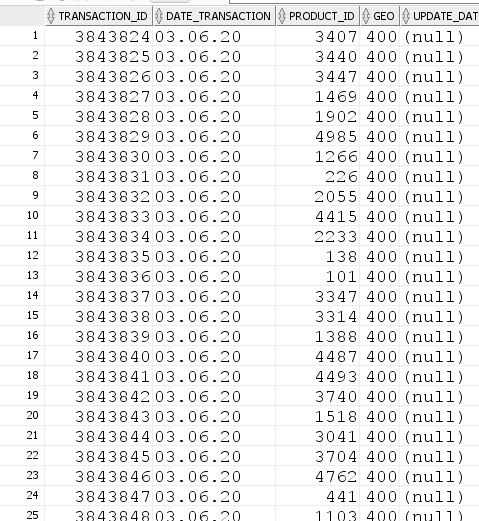 TRANSACTION_ID DATE_TRANSACTION PRODUCT_ID GEO UPDATE_DAT
1 3843824 03.06.20 3407 400 (null)
2 3843825 03.06.20 3440 400 (null)
3 3843826 03.06.20 3447 400 (null)
4 3843827 03.06.20 1469 400 (null)
5 3843828 03.06.20 1902 400 (null)
6 3843829 03.06.20 4985 400 (null)
7 3843830 03.06.20 1266 400 (null)
8 3843831 03.06.20 226 400 (null)
9 3843832 03.06.20 2055 400 (null)
10 3843833 03.06.20 4415 400 (null)
11 3843834 03.06.20 2233 400 (null)
12 3843835 03.06.20 138 400 (null)
13 3843836 03.06.20 101 400 (null)
14 3843837 03.06.20 3347 400 (null)
15 3843838 03.06.20 3314 400 (null)
16 3843839 03.06.20 1388 400 (null)
17 3843840 03.06.20 4487 400 (null)
18 3843841 03.06.20 4493 400 (null)
19 3843842 03.06.20 3740 400 (null)
20 3843843 03.06.20 1518 400 (null)
21 3843844 03.06.20 3041 400 (null)
22 3843845 03.06.20 3704 400 (null)
23 3843846 03.06.20 4762 400 (null)
24 3843847 03.06.20 441 400 (null)
25 3843848 03.06.20 1103 400 (null)